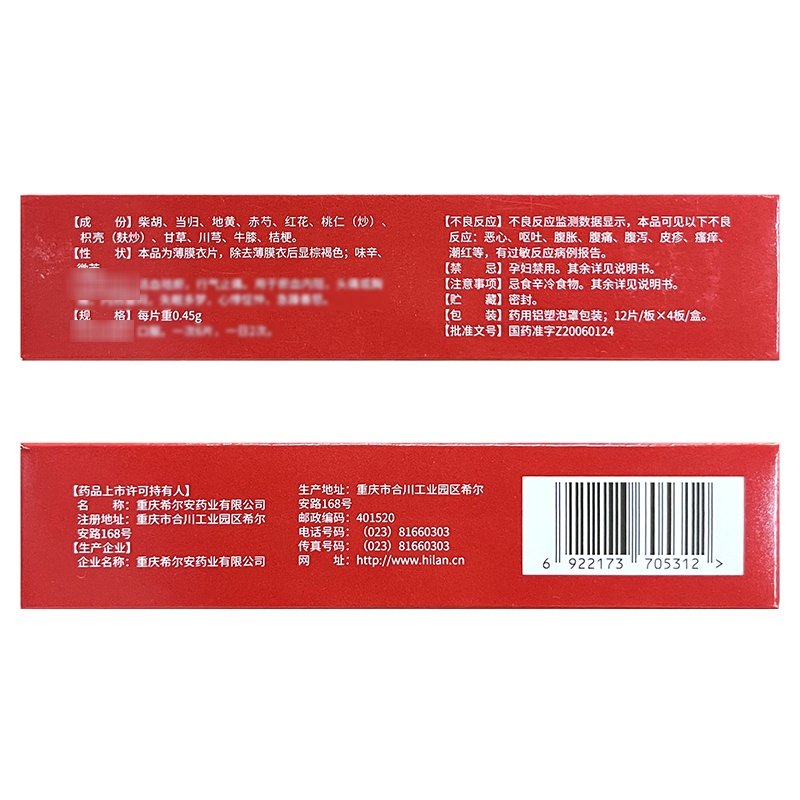 【成　份】柴胡、当归、地黄、赤芍、红花、桃仁（炒）、
枳壳（麸炒）、甘草、川芎、牛膝、桔梗。
【性　状】本品为薄膜衣片，除去薄膜衣后显棕褐色；味辛、
【规　格】每片重0.45g
【不良反应】不良反应监测数据显示，本品可见以下不良
反应：恶心、呕吐、腹胀、腹痛、腹泻、皮疹、瘙痒、
潮红等，有过敏反应病例报告。
【禁　忌】孕妇禁用。其余详见说明书。
【注意事项】忌食辛冷食物。其余详见说明书。
【贮　藏】密封。
【包　装】药用铝塑泡罩包装；12片/板×4板/盒。
【批准文号】国药准字Z20060124
【药品上市许可持有人】
名　称：重庆希尔安药业有限公司
注册地址：重庆市合川工业园区希尔
安路168号
【生产企业】
企业名称：重庆希尔安药业有限公司
生产地址：重庆市合川工业园区希尔
安路168号
邮政编码：401520
电话号码：（023）81660303
传真号码：（023）81660303
网　址：http://www.hilan.cn
6 922173 705312 >